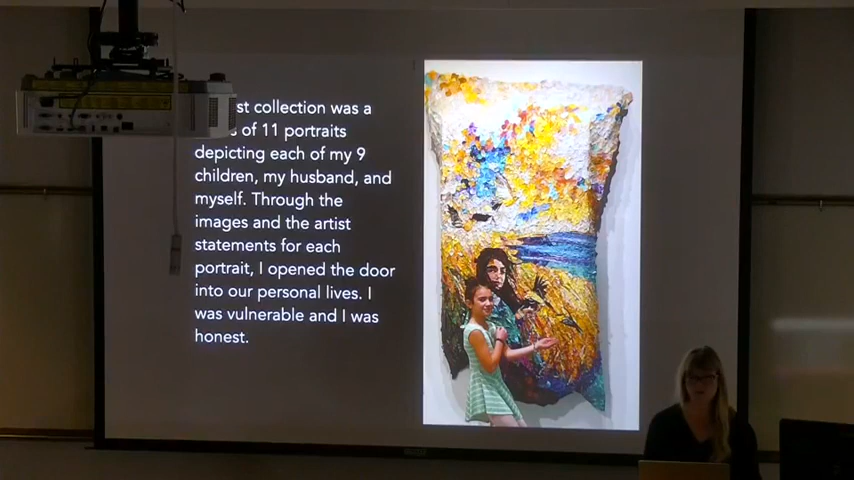 st collection was a
of 11 portraits
depicting each of my 9
children, my husband, and
myself. Through the
images and the artist
statements for each
portrait, I opened the door
into our personal lives. I
was vulnerable and I was
honest.